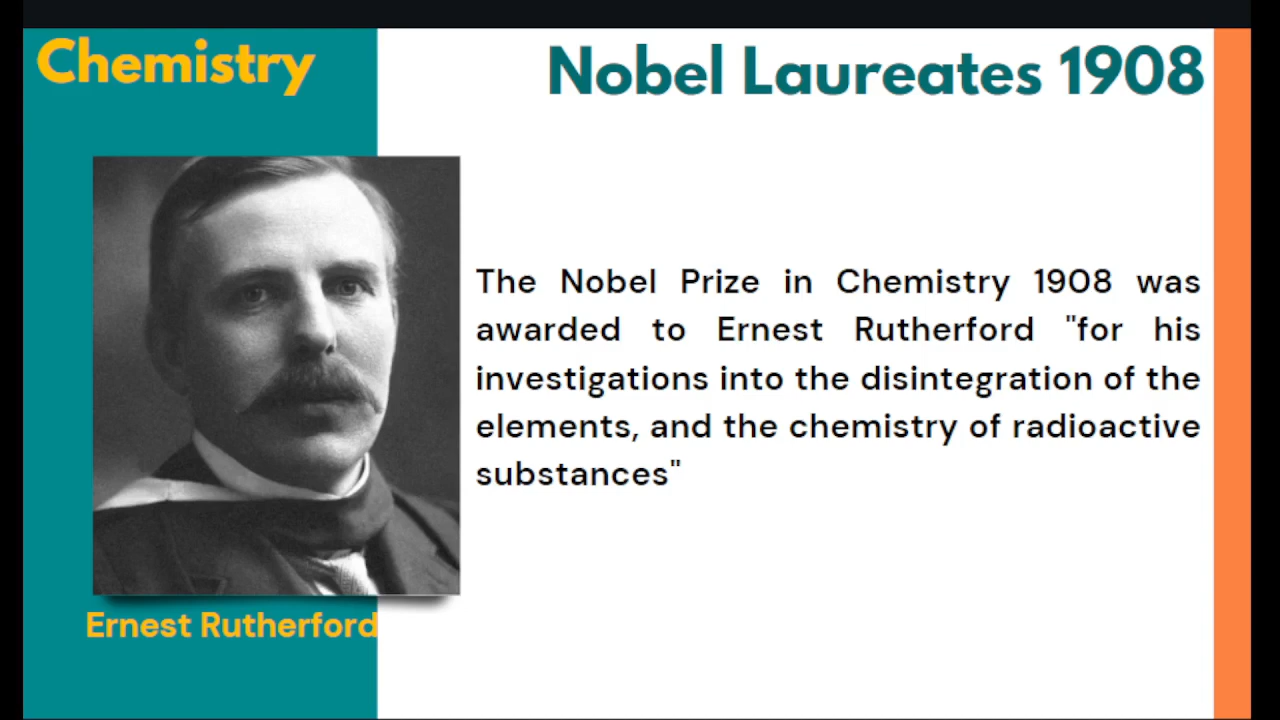 Chemistry
Nobel Laureates 1908
The Nobel Prize in Chemistry 1908 was
awarded to Ernest Rutherford "for his
investigations into the disintegration of the
elements, and the chemistry of radioactive
substances"
Ernest Rutherford